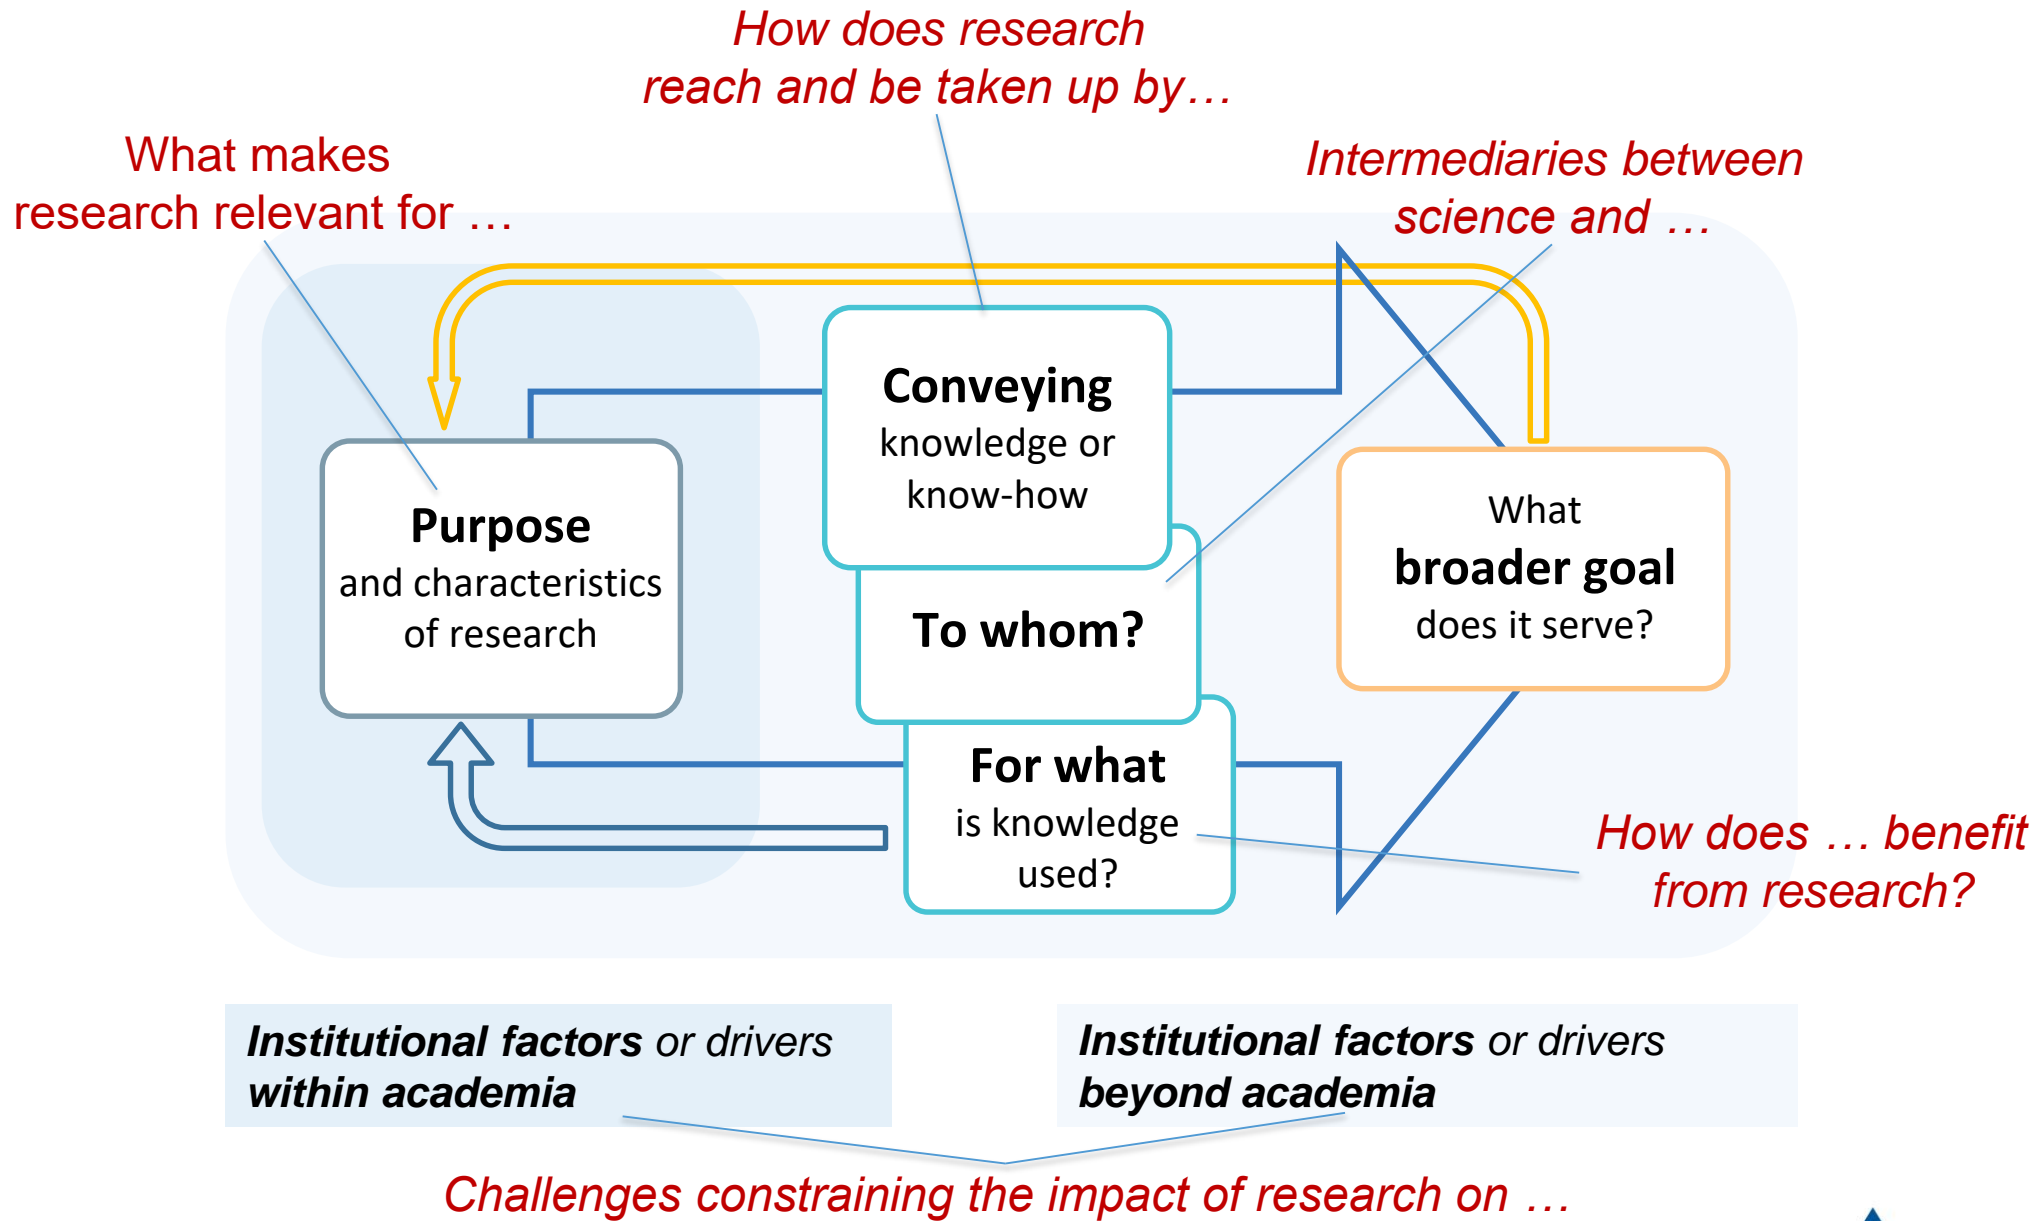 How does research
reach and be taken up by…
What makes
research relevant for …
Intermediaries between
science and …
Conveying
knowledge or
know-how
Purpose
and characteristics
of research
To whom?
What
broader goal
does it serve?
For what
is knowledge
used?
How does … benefit
from research?
Institutional factors or drivers
within academia
Institutional factors or drivers
beyond academia
Challenges constraining the impact of research on …